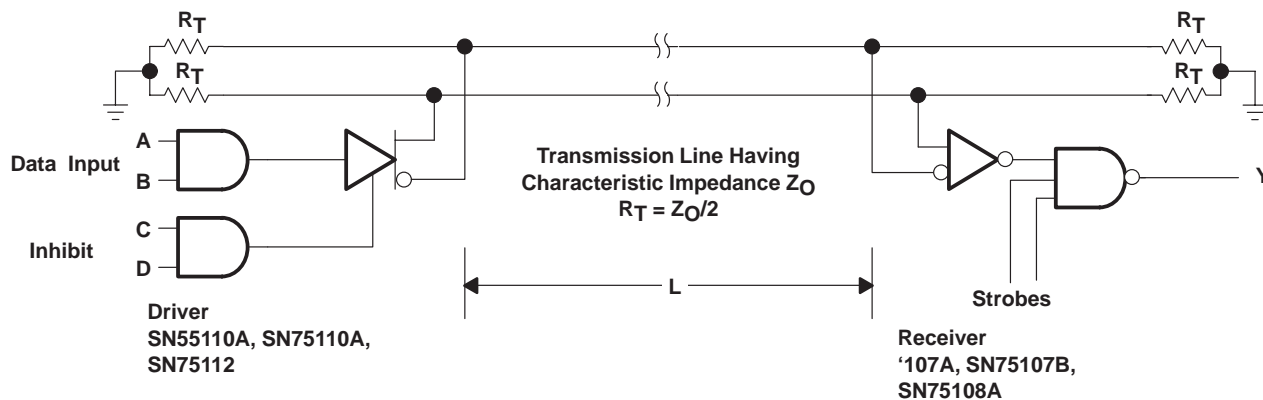 RT
RT
RT
RT
A
Data Input
B
C
Inhibit
D
Transmission Line Having
Characteristic Impedance ZO
RT = ZO/2
Y
L
Strobes
Driver
SN55110A, SN75110A,
SN75112
Receiver
‘107A, SN75107B,
SN75108A